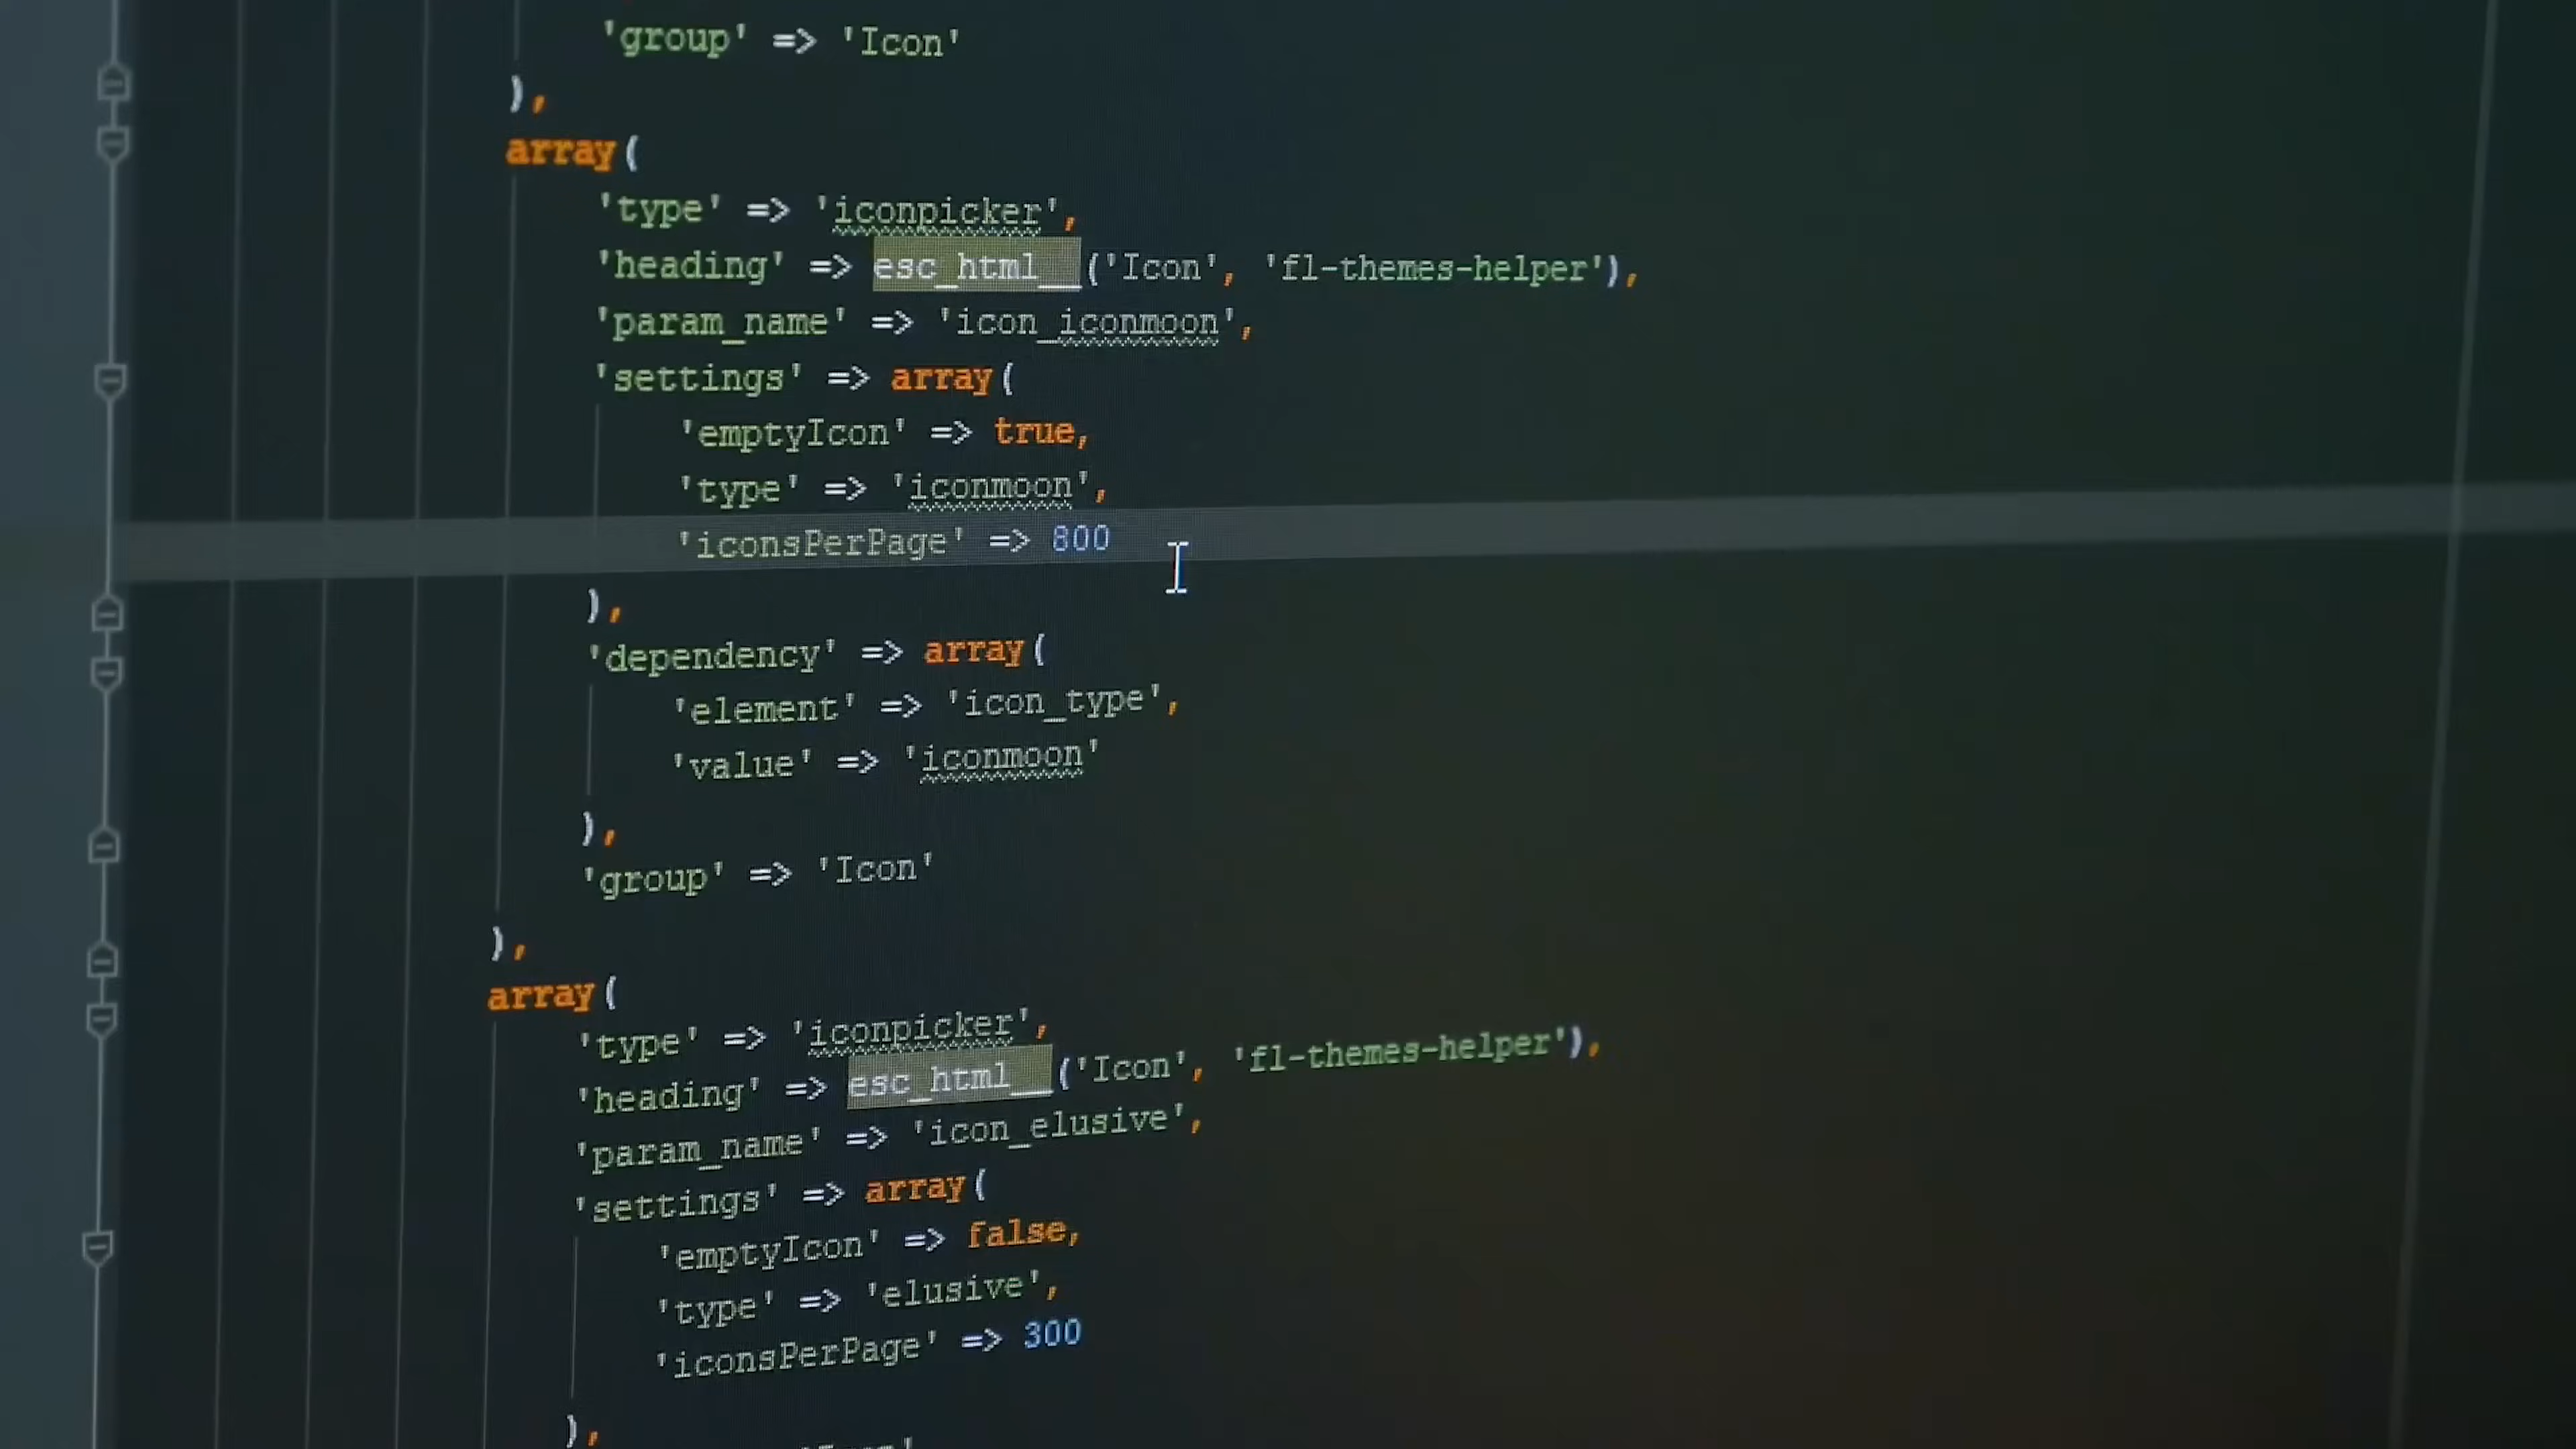 'group' => 'Icon'
),
array(
'type' => 'iconpicker',
'heading' => esc_html__('Icon', 'fl-themes-helper'),
'param_name' => 'icon_iconmoon',
'settings' => array(
'emptyIcon' => true,
'type' => 'iconmoon',
'iconsPerPage' => 800
),
'dependency' => array(
'element' => 'icon_type',
'value' => 'iconmoon'
),
'group' => 'Icon'
),
array(
'type' => 'iconpicker',
'heading' => esc_html__('Icon', 'fl-themes-helper'),
'param_name' => 'icon_elusive',
'settings' => array(
'emptyIcon' => false,
'type' => 'elusive',
'iconsPerPage' => 300
),